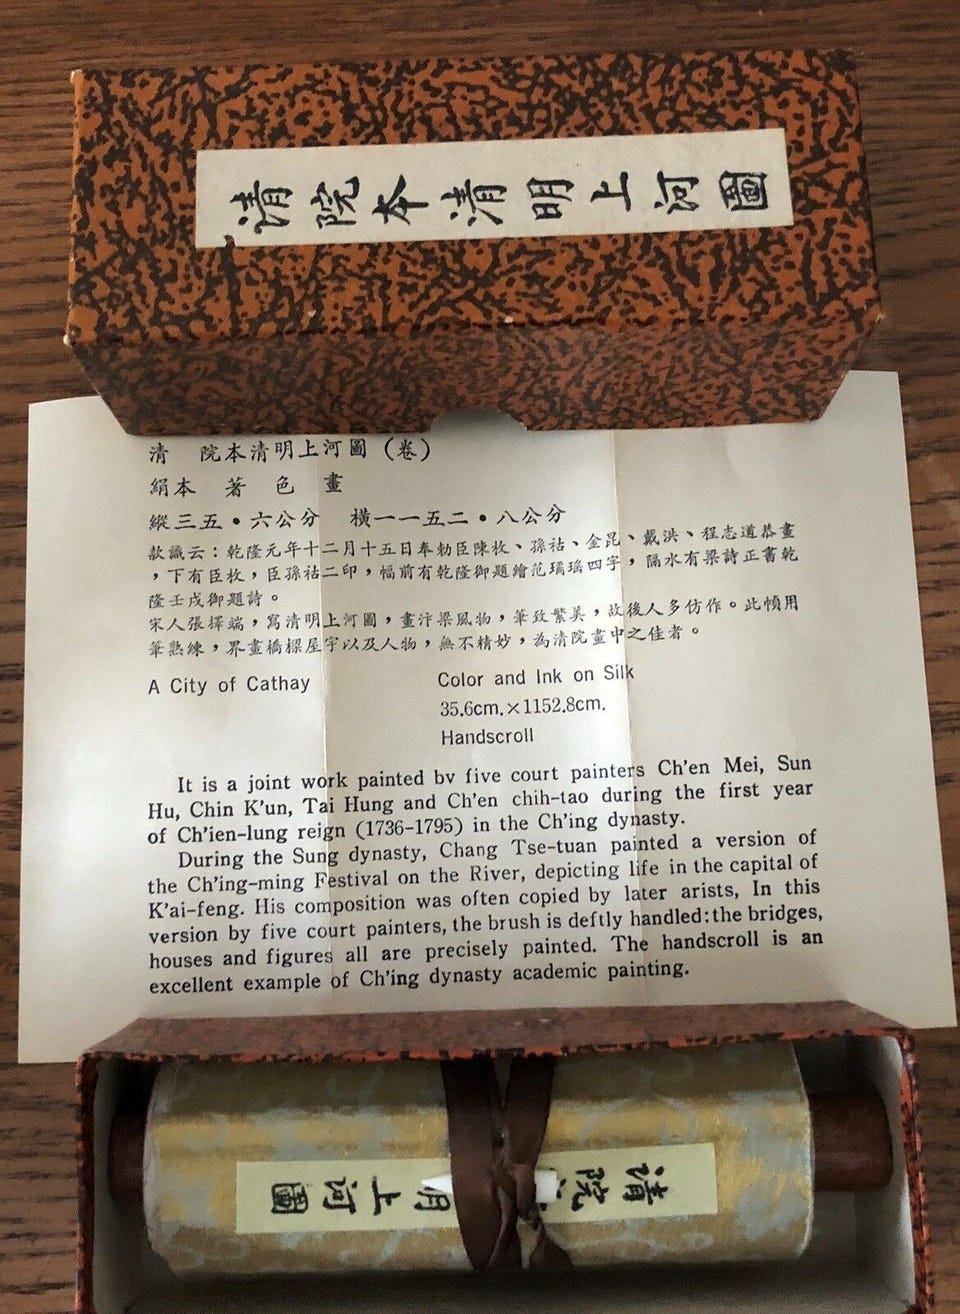 清院本清明上河圖
清 院本清明上河圖（卷）
絹本 著 色 畫
縱三五・六公分 橫一一五二・八公分
款識云：乾隆元年十二月十五日奉勅臣陳枚、孫祜、金昆、戴洪、程志道恭畫
，下有臣枚，臣孫祜二印，幅前有乾隆御題繪苑璚瑤四字，隔水有梁詩正書乾
隆壬戌御題詩。
宋人張擇端，寫清明上河圖，畫汴梁風物，筆致繁美，故後人多仿作。此幀用
筆熟練，界畫橋樑屋宇以及人物，無不精妙，為清院畫中之佳者。
A City of Cathay
Color and Ink on Silk
35.6cm.×1152.8cm.
Handscroll
It is a joint work painted bv five court painters Ch'en Mei, Sun
Hu, Chin K'un, Tai Hung and Ch'en chih-tao during the first year
of Ch'ien-lung reign (1736-1795) in the Ch'ing dynasty.
During the Sung dynasty, Chang Tse-tuan painted a version of
the Ch'ing-ming Festival on the River, depicting life in the capital of
K'ai-feng. His composition was often copied by later arists, In this
version by five court painters, the brush is deftly handled:the bridges,
houses and figures all are precisely painted. The handscroll is an
excellent example of Ch'ing dynasty academic painting.
清院 上河圖